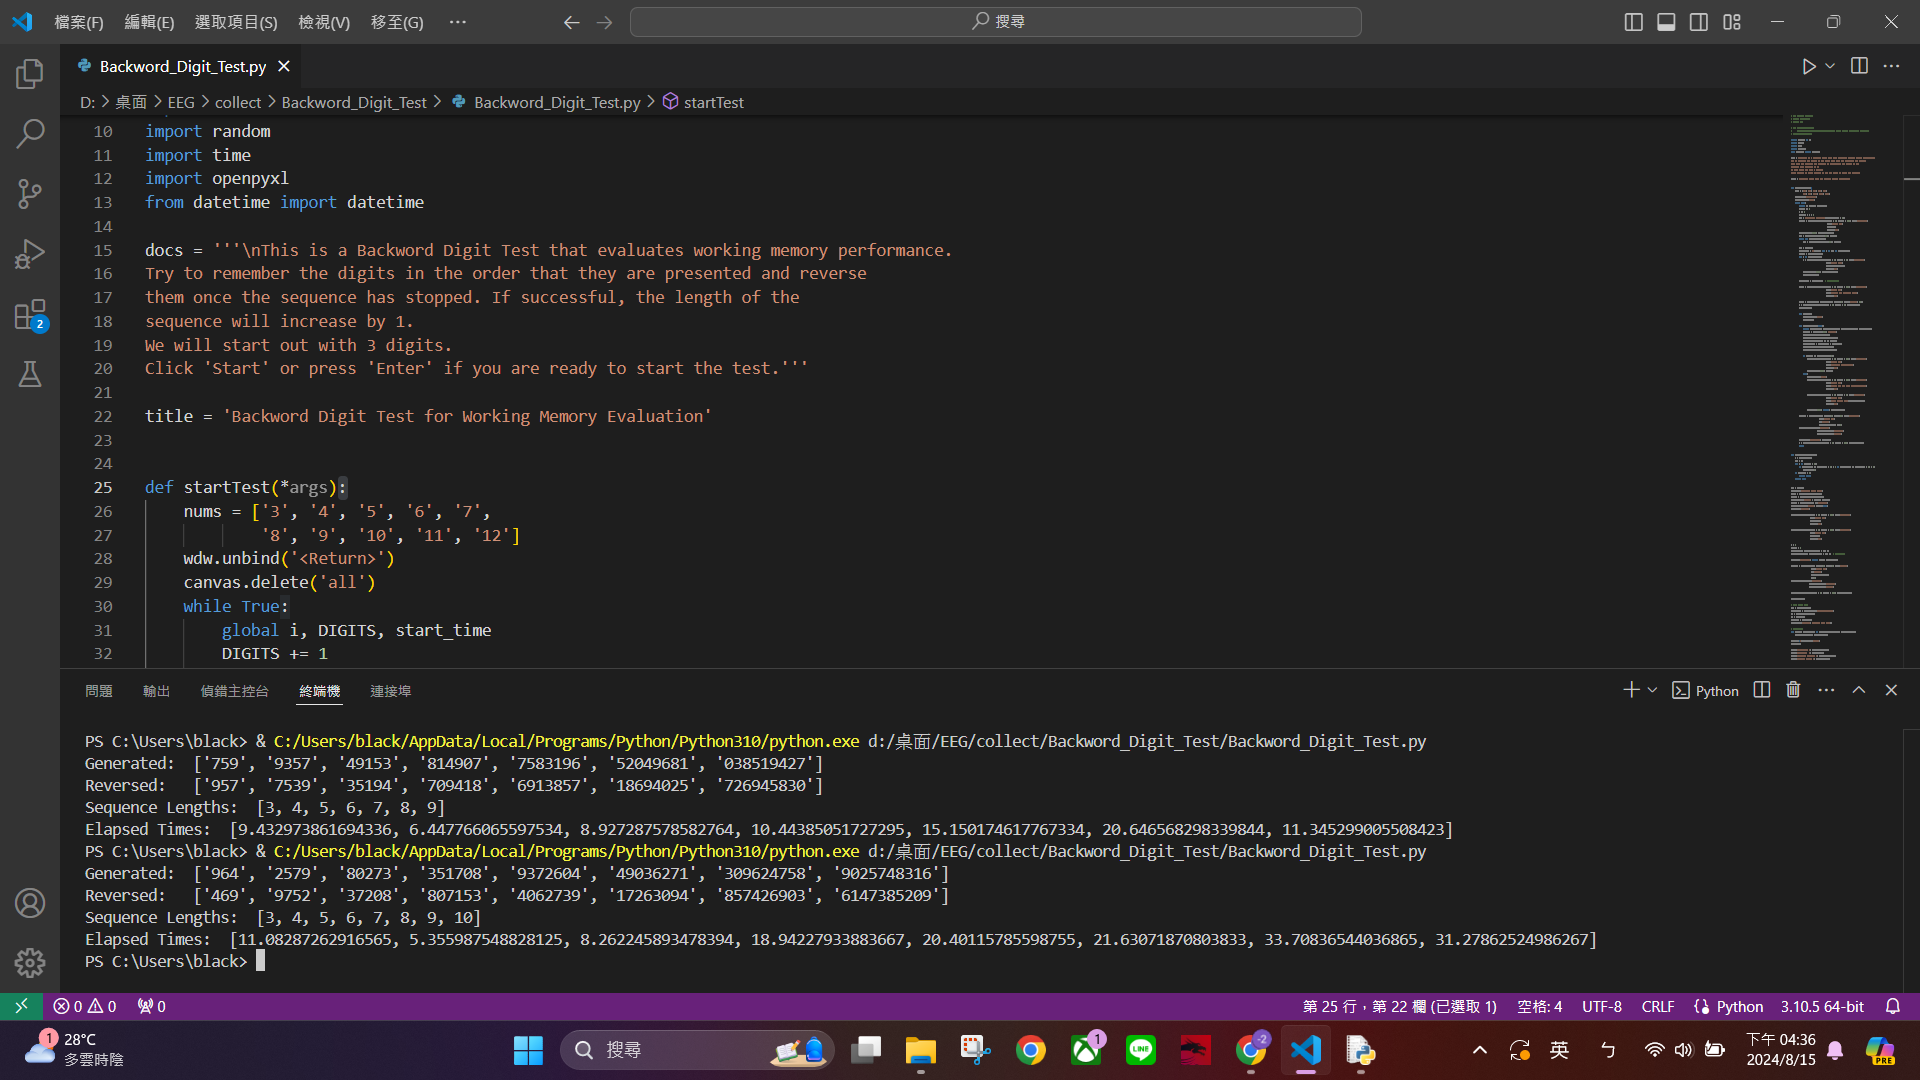 檔案(F) 編輯(E) 選取項目(S) 檢視(V) 移至(G) ··· 搜尋
Backword_Digit_Test.py
D: > 桌面 > EEG > collect > Backword_Digit_Test > Backword_Digit_Test.py > startTest
10 import random
11 import time
12 import openpyxl
13 from datetime import datetime
14
15 docs = '''\nThis is a Backword Digit Test that evaluates working memory performance.
16 Try to remember the digits in the order that they are presented and reverse
17 them once the sequence has stopped. If successful, the length of the
18 sequence will increase by 1.
19 We will start out with 3 digits.
20 Click 'Start' or press 'Enter' if you are ready to start the test.'''
21
22 title = 'Backword Digit Test for Working Memory Evaluation'
23
24
25 def startTest(*args):
26 nums = ['3', '4', '5', '6', '7',
27 '8', '9', '10', '11', '12']
28 wdw.unbind('<Return>')
29 canvas.delete('all')
30 while True:
31 global i, DIGITS, start_time
32 DIGITS += 1
2
問題 輸出 偵錯主控台 終端機 連接埠 Python
PS C:\Users\black> & C:/Users/black/AppData/Local/Programs/Python/Python310/python.exe d:/桌面/EEG/collect/Backword_Digit_Test/Backword_Digit_Test.py
Generated: ['759', '9357', '49153', '814907', '7583196', '52049681', '038519427']
Reversed: ['957', '7539', '35194', '709418', '6913857', '18694025', '726945830']
Sequence Lengths: [3, 4, 5, 6, 7, 8, 9]
Elapsed Times: [9.432973861694336, 6.447766065597534, 8.927287578582764, 10.44385051727295, 15.150174617767334, 20.646568298339844, 11.345299005508423]
PS C:\Users\black> & C:/Users/black/AppData/Local/Programs/Python/Python310/python.exe d:/桌面/EEG/collect/Backword_Digit_Test/Backword_Digit_Test.py
Generated: ['964', '2579', '80273', '351708', '9372604', '49036271', '309624758', '9025748316']
Reversed: ['469', '9752', '37208', '807153', '4062739', '17263094', '857426903', '6147385209']
Sequence Lengths: [3, 4, 5, 6, 7, 8, 9, 10]
Elapsed Times: [11.08287262916565, 5.355987548828125, 8.262245893478394, 18.94227933883667, 20.40115785598755, 21.63071870803833, 33.70836544036865, 31.27862524986267]
PS C:\Users\black>
0 0 0 第 25 行，第 22 欄 (已選取 1) 空格: 4 UTF-8 CRLF Python 3.10.5 64-bit
1 28°C 搜尋 1 LINE -2 英 ㄅ 下午 04:36 PRE
多雲時陰 2024/8/15